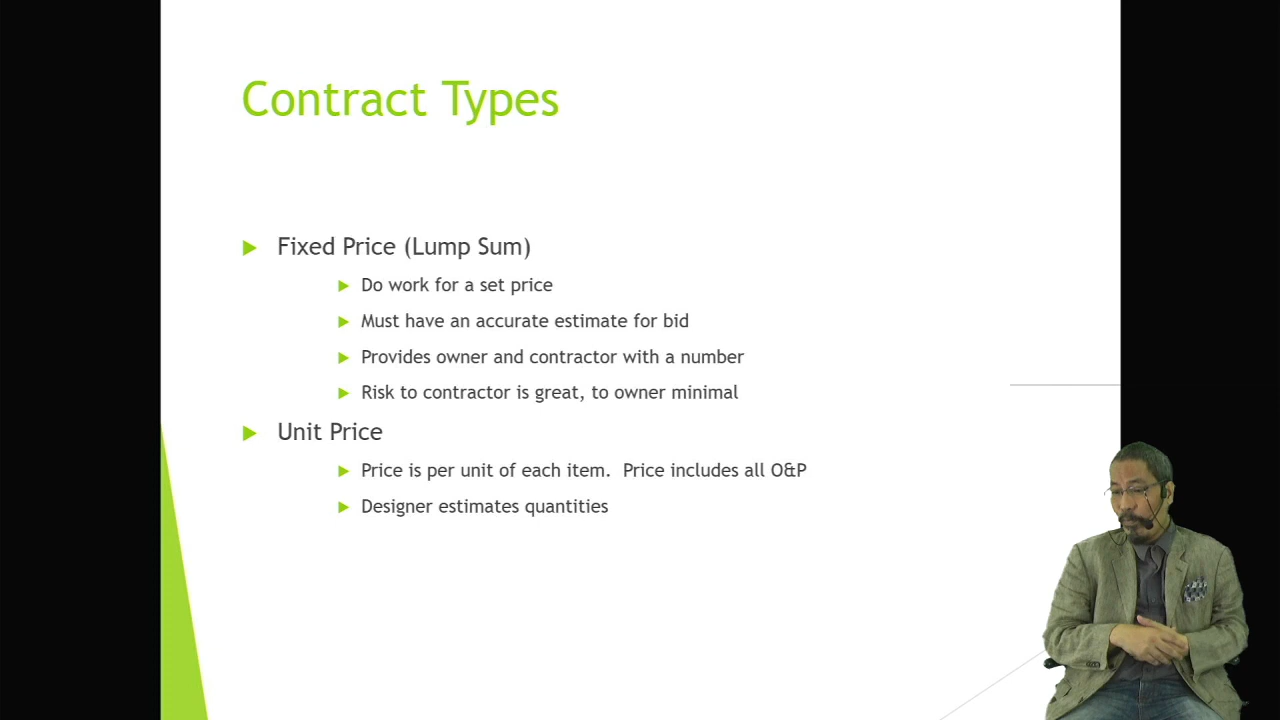 Contract Types
Fixed Price (Lump Sum)
Do work for a set price
Must have an accurate estimate for bid
Provides owner and contractor with a number
Risk to contractor is great, to owner minimal
Unit Price
Price is per unit of each item.  Price includes all O&P
Designer estimates quantities